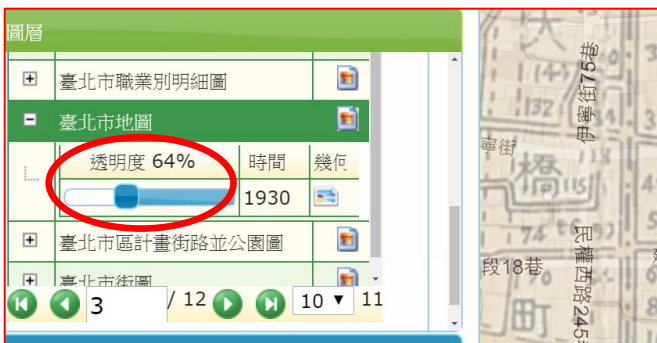 圖層
臺北市職業別明細圖
臺北市地圖
透明度 64% 時間 幾何
1930
臺北市區計畫街路並公園圖
臺北市街圖
3 / 12 10 ▼ 11
大
伊寧街75巷
寧街
橋
町
段18巷
民權西路245
132
115
74
70